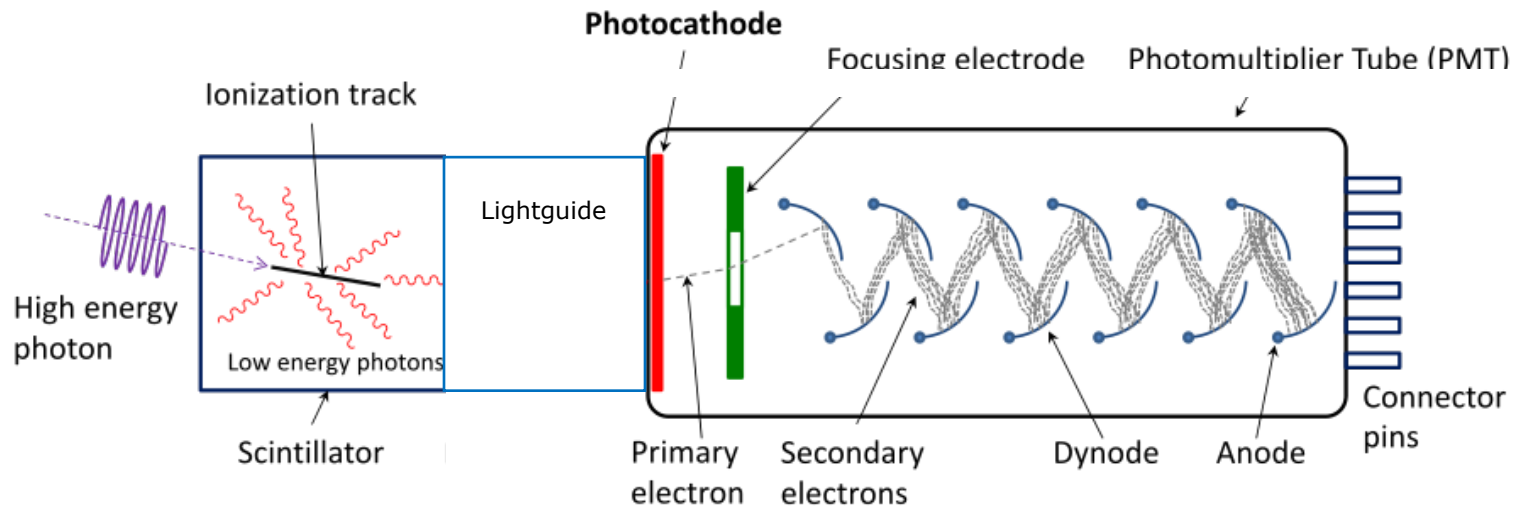 Photocathode
Focusing electrode
Photomultiplier Tube (PMT)
Ionization track
Lightguide
High energy
photon
Low energy photons
Scintillator
Primary
electron
Secondary
electrons
Dynode
Anode
Connector
pins